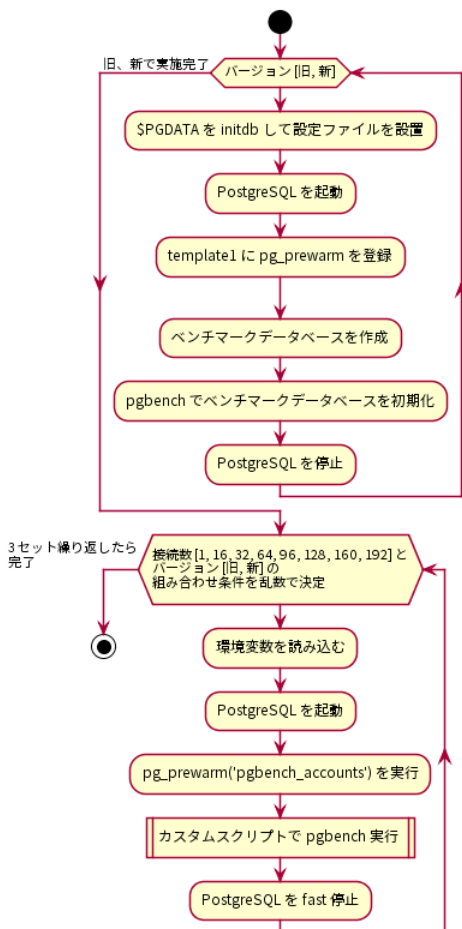 旧、新で実施完了
バージョン [旧, 新]
$PGDATA を initdb して設定ファイルを設置
PostgreSQL を起動
template1 に pg_prewarm を登録
ベンチマークデータベースを作成
pgbench でベンチマークデータベースを初期化
PostgreSQL を停止
3 セット繰り返したら
完了
接続数 [1, 16, 32, 64, 96, 128, 160, 192] と
バージョン [旧, 新] の
組み合わせ条件を乱数で決定
環境変数を読み込む
PostgreSQL を起動
pg_prewarm('pgbench_accounts') を実行
カスタムスクリプトで pgbench 実行
PostgreSQL を fast 停止